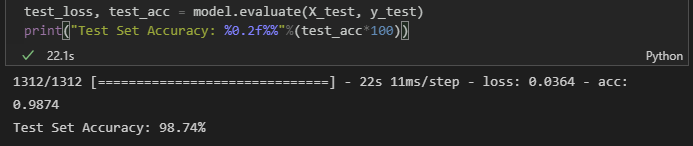 test_loss, test_acc = model.evaluate(X_test, y_test)
print("Test Set Accuracy: %0.2f%%"%(test_acc*100))
22.1s
Python
1312/1312 [==============================] - 22s 11ms/step - loss: 0.0364 - acc:
0.9874
Test Set Accuracy: 98.74%